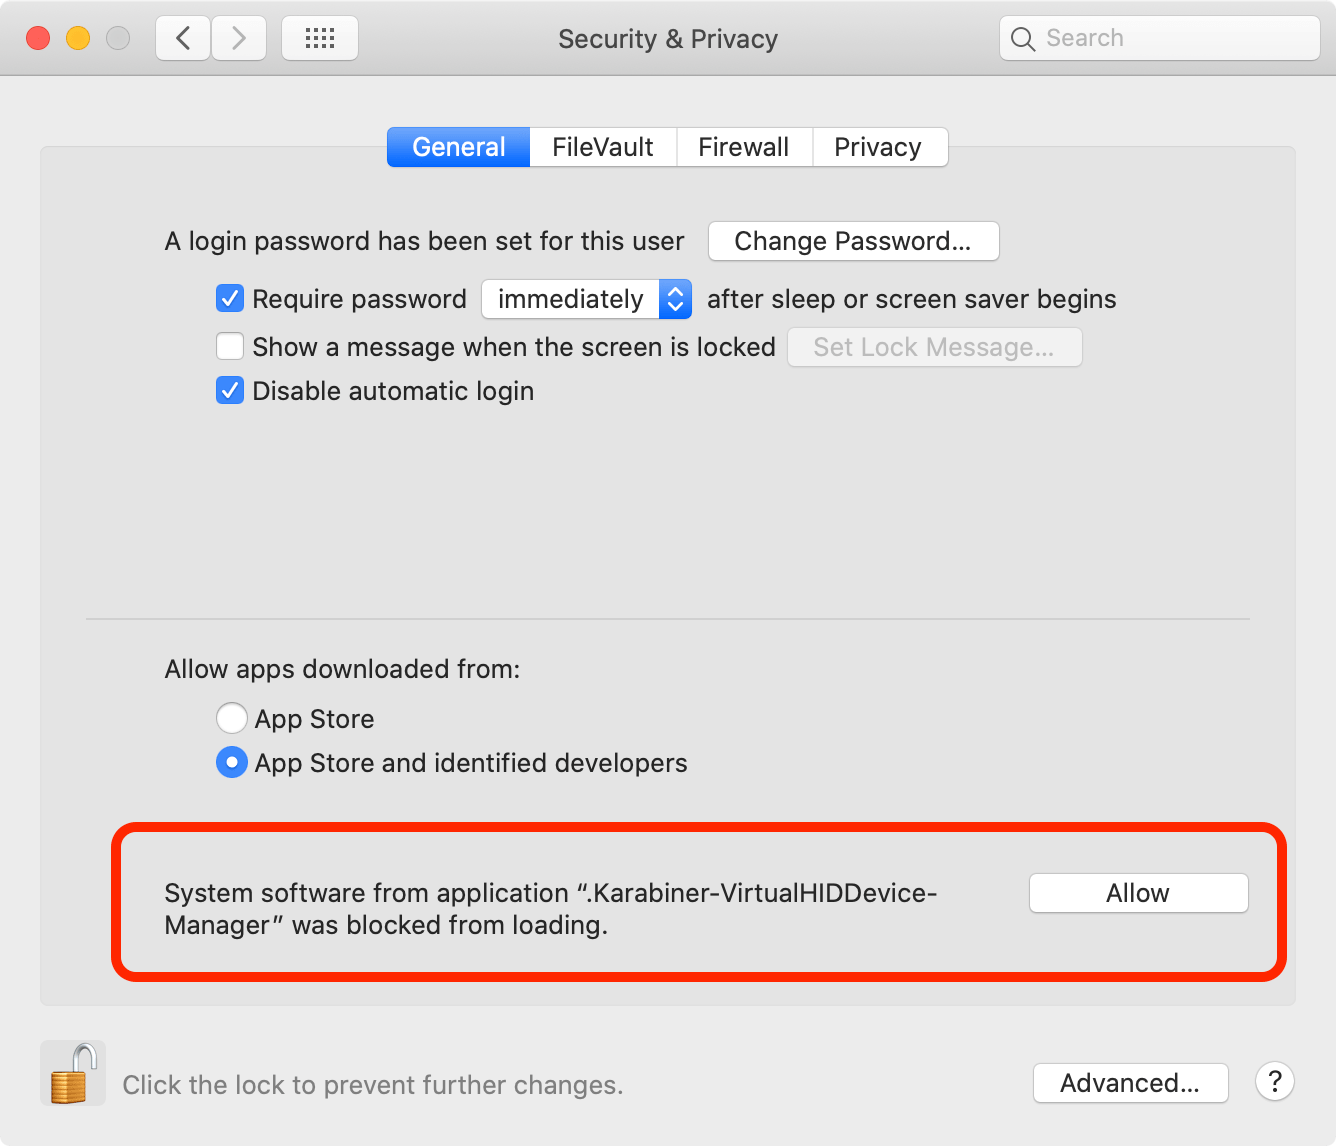 Security & Privacy
Search
General FileVault Firewall Privacy
A login password has been set for this user Change Password...
Require password immediately after sleep or screen saver begins
Show a message when the screen is locked Set Lock Message...
Disable automatic login
Allow apps downloaded from:
App Store
App Store and identified developers
System software from application “.Karabiner-VirtualHIDDevice-
Manager” was blocked from loading.
Allow
Click the lock to prevent further changes.
Advanced... ?